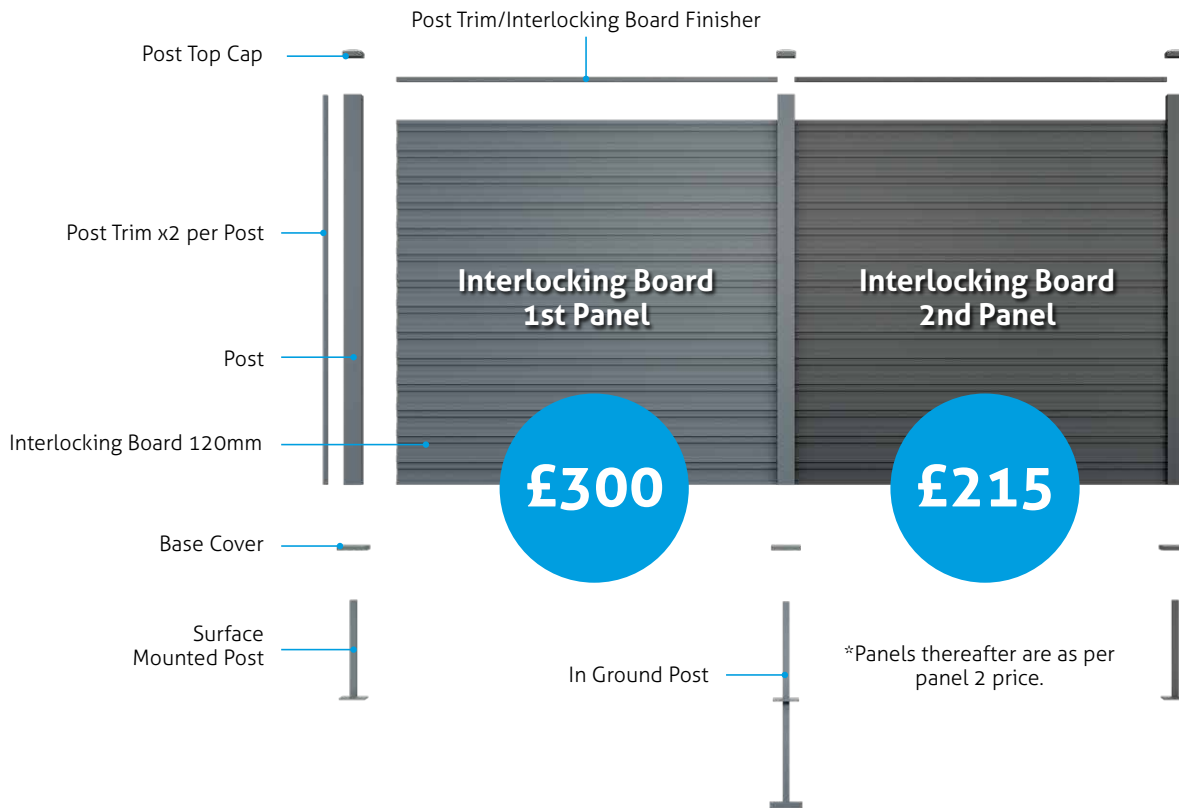 Post Trim/Interlocking Board Finisher
Post Top Cap
Post Trim x2 per Post
Interlocking Board
1st Panel
Interlocking Board
2nd Panel
Post
Interlocking Board 120mm
£300
£215
Base Cover
Surface
Mounted Post
In Ground Post
*Panels thereafter are as per
panel 2 price.